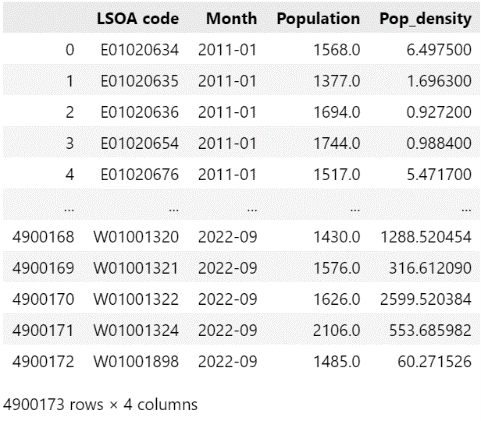 LSOA code Month Population Pop_density
0 E01020634 2011-01 1568.0 6.497500
1 E01020635 2011-01 1377.0 1.696300
2 E01020636 2011-01 1694.0 0.927200
3 E01020654 2011-01 1744.0 0.988400
4 E01020676 2011-01 1517.0 5.471700
... ... ... ... ...
4900168 W01001320 2022-09 1430.0 1288.520454
4900169 W01001321 2022-09 1576.0 316.612090
4900170 W01001322 2022-09 1626.0 2599.520384
4900171 W01001324 2022-09 2106.0 553.685982
4900172 W01001898 2022-09 1485.0 60.271526
4900173 rows × 4 columns